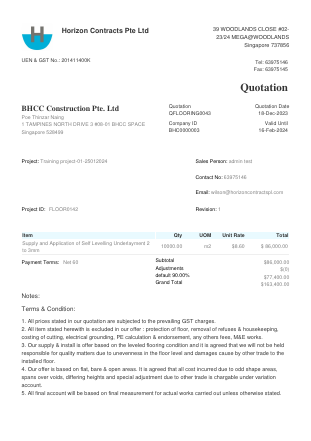 Horizon Contracts Pte Ltd
39 WOODLANDS CLOSE #02-
23/24 MEGA@WOODLANDS
Singapore 737856
UEN & GST No.: 201411400K
Tel: 63975146
Fax: 63975145
Quotation
BHCC Construction Pte. Ltd
Poe Thinzar Naing
1 TAMPINES NORTH DRIVE 3 #08-01 BHCC SPACE
Singapore 528499
Quotation
QFLOORING0043
Quotation Date
18-Dec-2023
Company ID
BHC0000003
Valid Until
16-Feb-2024
Project: Training project-01-29012024
Sales Person: admin test
Contact No: 63975146
Email: wilson@horizoncontractspl.com
Project ID: FLOOR0142
Revision: 1
Item Qty UOM Unit Rate Total
Supply and Application of Self Levelling Underlayment 2 10000.00 m2 $8.60 $ 86,000.00
to 3mm
Payment Terms: Net 60
Subtotal $86,000.00
Adjustments $(0)
default 90.00% $77,400.00
Grand Total $163,400.00
Notes:
Terms & Condition:
1. All prices stated in our quotation are subjected to the prevailing GST charges.
2. All item stated herewith is excluded in our offer : protection of floor, removal of refuses & housekeeping,
costing of cutting, electrical grounding, PE calculation & endorsement, any others fees, M&E works.
3. Our supply & install is offer based on the leveled flooring condition and it is agreed that we will not be held
responsible for quality matters due to unevenness in the floor level and damages cause by other trade to the
installed floor.
4. Our offer is based on flat, bare & open areas. It is agreed that all cost incurred due to odd shape areas,
spans over voids, differing heights and special adjustment due to other trade is chargable under variation
account.
5. All final account will be based on final measurement for actual works carried out unless otherwise stated.